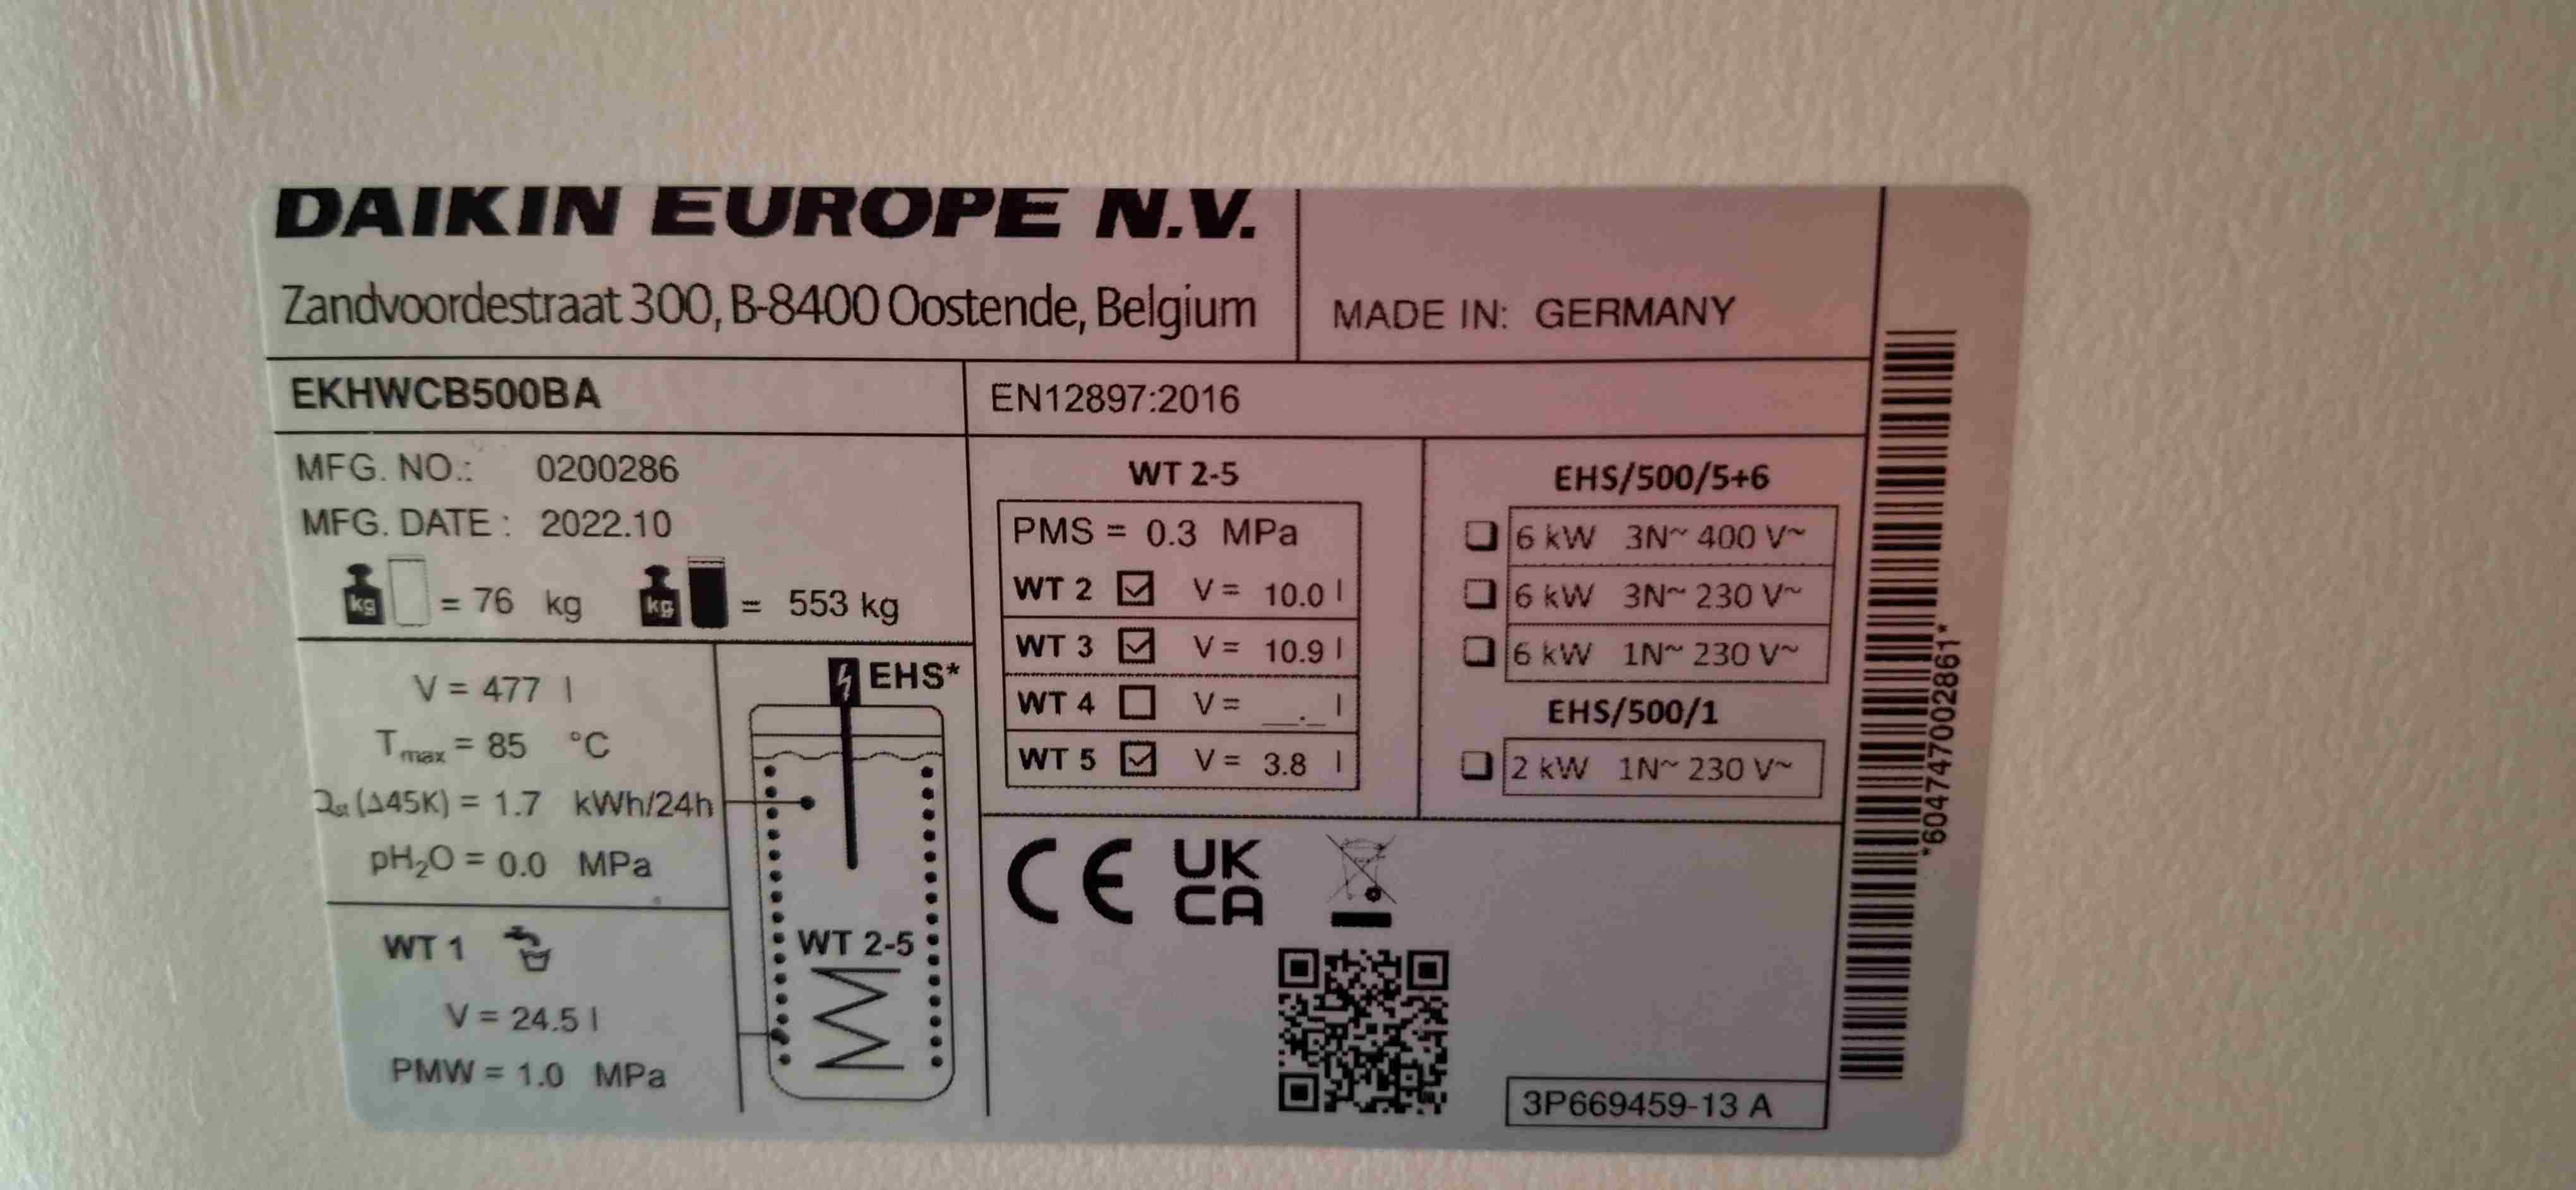 DAIKIN EUROPE N.V.
Zandvoordestraat 300, B-8400 Oostende, Belgium
MADE IN: GERMANY
EKHWCB500BA
EN12897:2016
MFG. NO.: 0200286
MFG. DATE : 2022.10
kg = 76 kg
kg = 553 kg
V = 477 l
Tmax = 85 °C
Qst (Δ45K) = 1.7 kWh/24h
pH₂O = 0.0 MPa
WT 1
V = 24.5 l
PMW = 1.0 MPa
EHS*
WT 2-5
WT 2-5
PMS = 0.3 MPa
WT 2 ☑ V = 10.0 l
WT 3 ☑ V = 10.9 l
WT 4 ☐ V = __._ l
WT 5 ☑ V = 3.8 l
EHS/500/5+6
☐ 6 kW 3N~ 400 V~
☐ 6 kW 3N~ 230 V~
☐ 6 kW 1N~ 230 V~
EHS/500/1
☐ 2 kW 1N~ 230 V~
CE
UK
CA
3P669459-13 A
*604747002861*